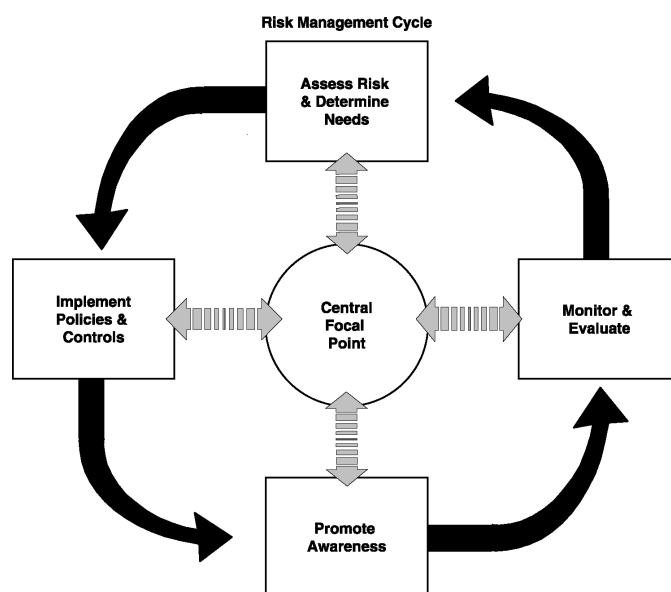 Risk Management Cycle
Assess Risk
& Determine
Needs
Implement
Policies &
Controls
Central
Focal
Point
Monitor &
Evaluate
Promote
Awareness